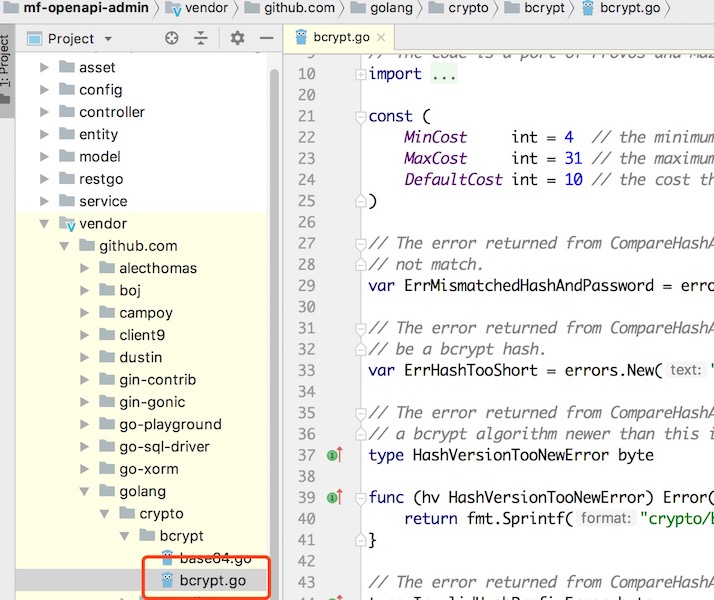 mf-openapi-admin vendor github.com golang crypto bcrypt bcrypt.go
1: Project
Project
asset
config
controller
entity
model
restgo
service
vendor
github.com
alecthomas
boj
campoy
client9
dustin
gin-contrib
gin-gonic
go-playground
go-sql-driver
go-xorm
golang
crypto
bcrypt
base64.go
bcrypt.go
bcrypt.go
10 import ...
20
21 const (
22 MinCost int = 4 // the minimum
23 MaxCost int = 31 // the maximum
24 DefaultCost int = 10 // the cost th
25 )
26
27 // The error returned from CompareHashA
28 // not match.
29 var ErrMismatchedHashAndPassword = erro
30
31 // The error returned from CompareHashA
32 // be a bcrypt hash.
33 var ErrHashTooShort = errors.New( text: "
34
35 // The error returned from CompareHashA
36 // a bcrypt algorithm newer than this i
37 type HashVersionTooNewError byte
38
39 func (hv HashVersionTooNewError) Error(
40 return fmt.Sprintf( format: "crypto/b
41 }
42
43 // The error returned from CompareHashA